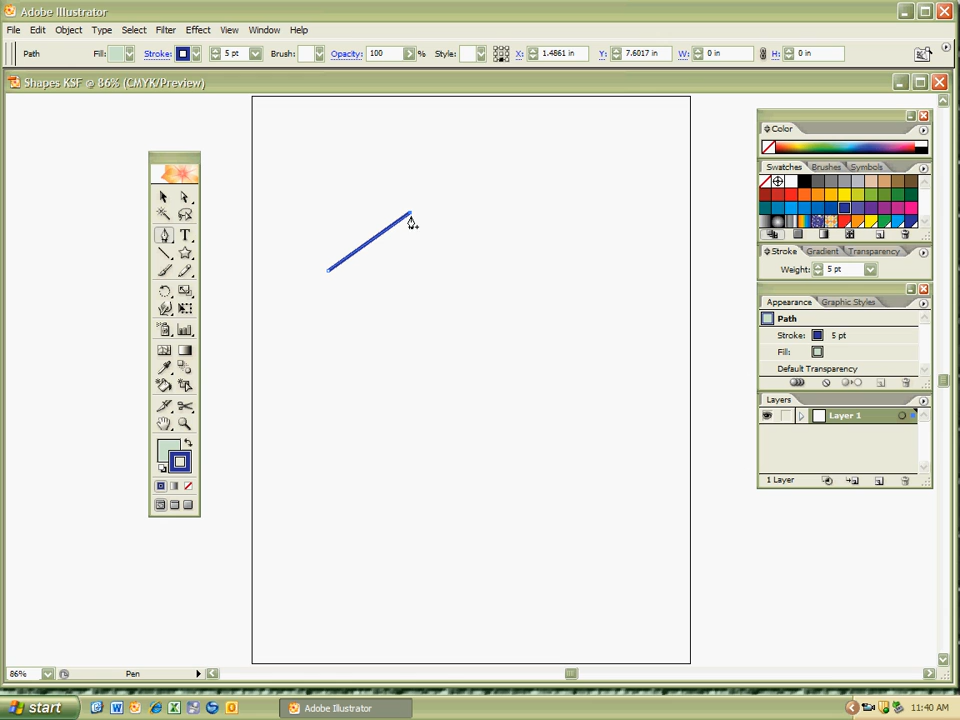 Adobe Illustrator
File Edit Object Type Select Filter Effect View Window Help
Path Fill: Stroke: 5 pt Brush: Opacity: 100 % Style: X: 1.4861 in Y: 7.6017 in W: 0 in H: 0 in
Shapes KSF @ 86% (CMYK/Preview)
Color
Swatches Brushes Symbols
Stroke Gradient Transparency
Weight: 5 pt
Appearance Graphic Styles
Path
Stroke: 5 pt
Fill:
Default Transparency
Layers
Layer 1
1 Layer
86% Pen
start Adobe Illustrator 11:40 AM